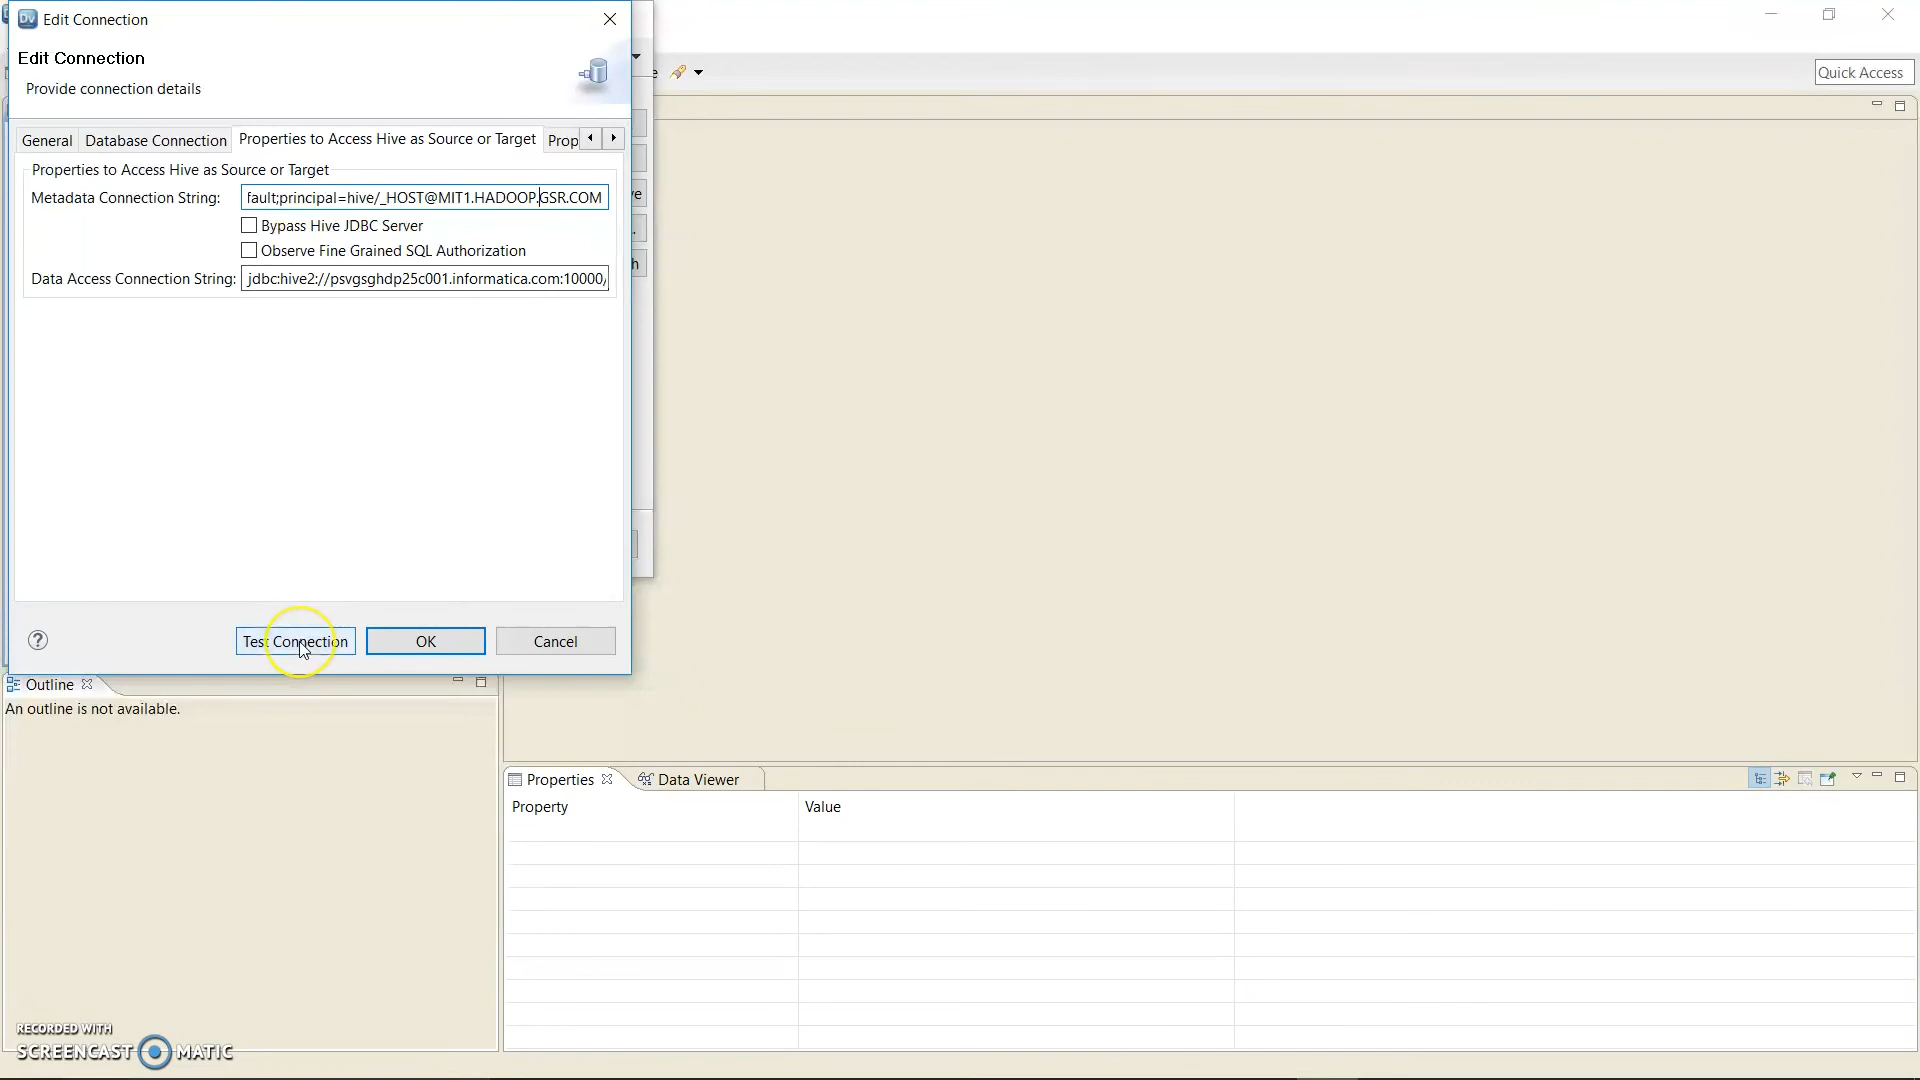 Dv Edit Connection
Edit Connection
Provide connection details
Quick Access
General Database Connection Properties to Access Hive as Source or Target Prop
Properties to Access Hive as Source or Target
Metadata Connection String: fault;principal=hive/_HOST@MIT1.HADOOP.GSR.COM
Bypass Hive JDBC Server
Observe Fine Grained SQL Authorization
Data Access Connection String: jdbc:hive2://psvgsghdp25c001.informatica.com:10000/
Test Connection OK Cancel
Outline
An outline is not available.
Properties Data Viewer
Property Value
RECORDED WITH
SCREENCAST MATIC